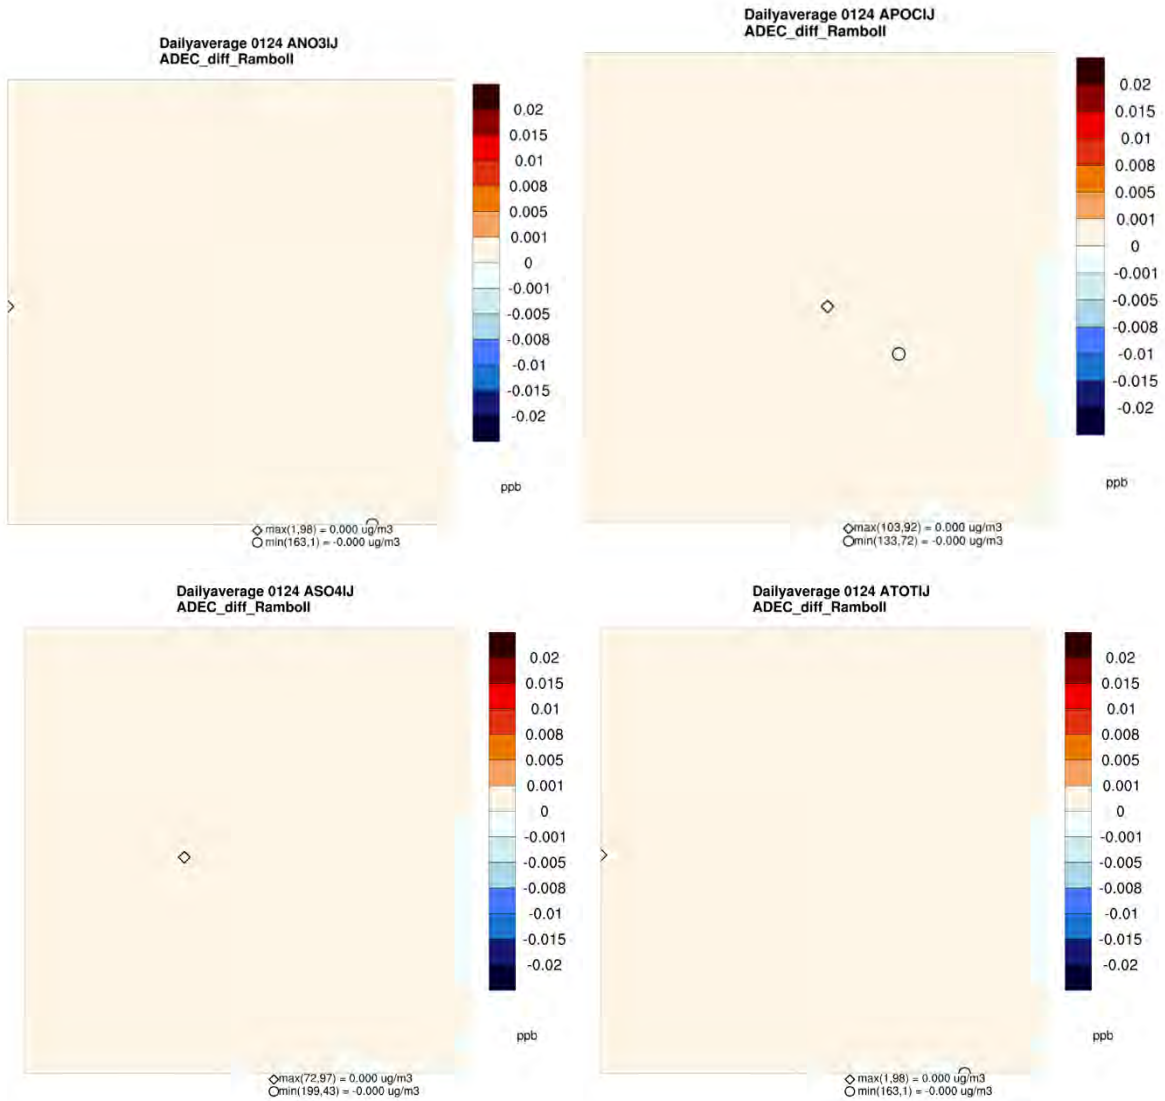 Dailyaverage 0124 ANO3IJ
ADEC_diff_Ramboll
0.02
0.015
0.01
0.008
0.005
0.001
0
-0.001
-0.005
-0.008
-0.01
-0.015
-0.02
ppb
max(1,98) = 0.000 ug/m3
min(163,1) = -0.000 ug/m3
Dailyaverage 0124 APOCIJ
ADEC_diff_Ramboll
0.02
0.015
0.01
0.008
0.005
0.001
0
-0.001
-0.005
-0.008
-0.01
-0.015
-0.02
ppb
max(103,92) = 0.000 ug/m3
min(133,72) = -0.000 ug/m3
Dailyaverage 0124 ASO4IJ
ADEC_diff_Ramboll
0.02
0.015
0.01
0.008
0.005
0.001
0
-0.001
-0.005
-0.008
-0.01
-0.015
-0.02
ppb
max(72,97) = 0.000 ug/m3
min(199,43) = -0.000 ug/m3
Dailyaverage 0124 ATOTIJ
ADEC_diff_Ramboll
0.02
0.015
0.01
0.008
0.005
0.001
0
-0.001
-0.005
-0.008
-0.01
-0.015
-0.02
ppb
max(1,98) = 0.000 ug/m3
min(163,1) = -0.000 ug/m3